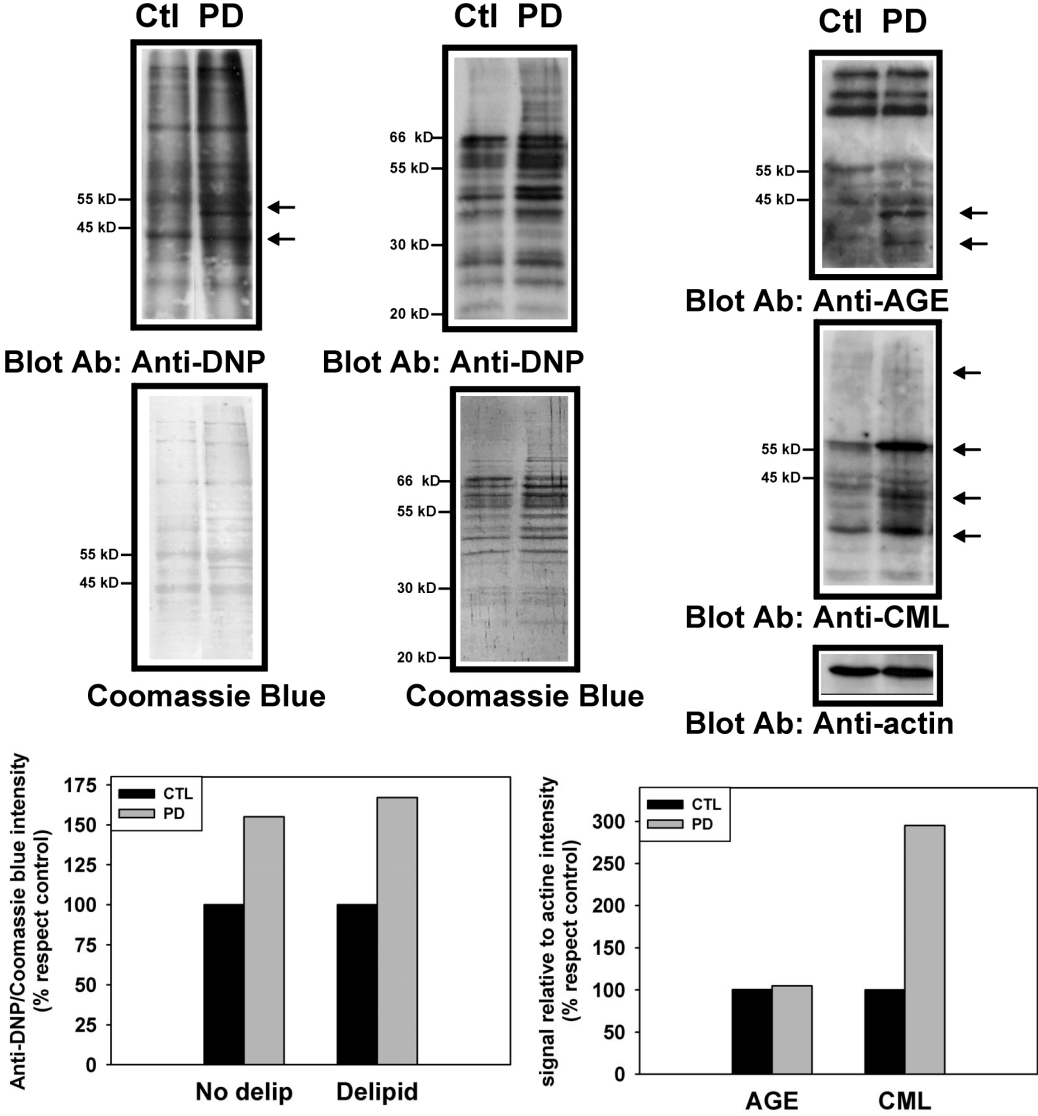 Ctl PD
55 kD
45 kD
Blot Ab: Anti-DNP
55 kD
45 kD
Coomassie Blue
Ctl PD
66 kD
55 kD
30 kD
20 kD
Blot Ab: Anti-DNP
66 kD
55 kD
30 kD
20 kD
Coomassie Blue
Ctl PD
55 kD
45 kD
Blot Ab: Anti-AGE
55 kD
45 kD
Blot Ab: Anti-CML
Blot Ab: Anti-actin
Anti-DNP/Coomassie blue intensity
(% respect control)
175
150
125
100
75
50
25
0
CTL
PD
No delip
Delipid
signal relative to actine intensity
(% respect control)
300
250
200
150
100
50
0
CTL
PD
AGE
CML